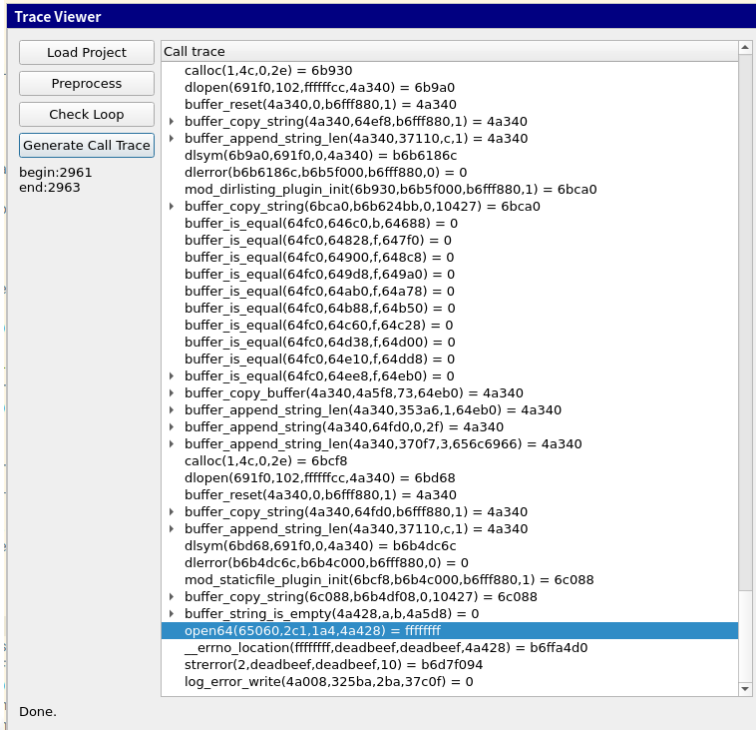 Trace Viewer
Load Project
Preprocess
Check Loop
Generate Call Trace
begin:2961
end:2963
Call trace
calloc(1,4c,0,2e) = 6b930
dlopen(691f0,102,ffffffcc,4a340) = 6b9a0
buffer_reset(4a340,0,b6fff880,1) = 4a340
buffer_copy_string(4a340,64ef8,b6fff880,1) = 4a340
buffer_append_string_len(4a340,37110,c,1) = 4a340
dlsym(6b9a0,691f0,0,4a340) = b6b6186c
dlerror(b6b6186c,b6b5f000,b6fff880,0) = 0
mod_dirlisting_plugin_init(6b930,b6b5f000,b6fff880,1) = 6bca0
buffer_copy_string(6bca0,b6b624bb,0,10427) = 6bca0
buffer_is_equal(64fc0,646c0,b,64688) = 0
buffer_is_equal(64fc0,64828,f,647f0) = 0
buffer_is_equal(64fc0,64900,f,648c8) = 0
buffer_is_equal(64fc0,649d8,f,649a0) = 0
buffer_is_equal(64fc0,64ab0,f,64a78) = 0
buffer_is_equal(64fc0,64b88,f,64b50) = 0
buffer_is_equal(64fc0,64c60,f,64c28) = 0
buffer_is_equal(64fc0,64d38,f,64d00) = 0
buffer_is_equal(64fc0,64e10,f,64dd8) = 0
buffer_is_equal(64fc0,64ee8,f,64eb0) = 0
buffer_copy_buffer(4a340,4a5f8,73,64eb0) = 4a340
buffer_append_string_len(4a340,353a6,1,64eb0) = 4a340
buffer_append_string(4a340,64fd0,0,2f) = 4a340
buffer_append_string_len(4a340,370f7,3,656c6966) = 4a340
calloc(1,4c,0,2e) = 6bcf8
dlopen(691f0,102,ffffffcc,4a340) = 6bd68
buffer_reset(4a340,0,b6fff880,1) = 4a340
buffer_copy_string(4a340,64fd0,b6fff880,1) = 4a340
buffer_append_string_len(4a340,37110,c,1) = 4a340
dlsym(6bd68,691f0,0,4a340) = b6b4dc6c
dlerror(b6b4dc6c,b6b4c000,b6fff880,0) = 0
mod_staticfile_plugin_init(6bcf8,b6b4c000,b6fff880,1) = 6c088
buffer_copy_string(6c088,b6b4df08,0,10427) = 6c088
buffer_string_is_empty(4a428,a,b,4a5d8) = 0
open64(65060,2c1,1a4,4a428) = ffffffff
__errno_location(ffffffff,deadbeef,deadbeef,4a428) = b6ffa4d0
strerror(2,deadbeef,deadbeef,10) = b6d7f094
log_error_write(4a008,325ba,2ba,37c0f) = 0
Done.